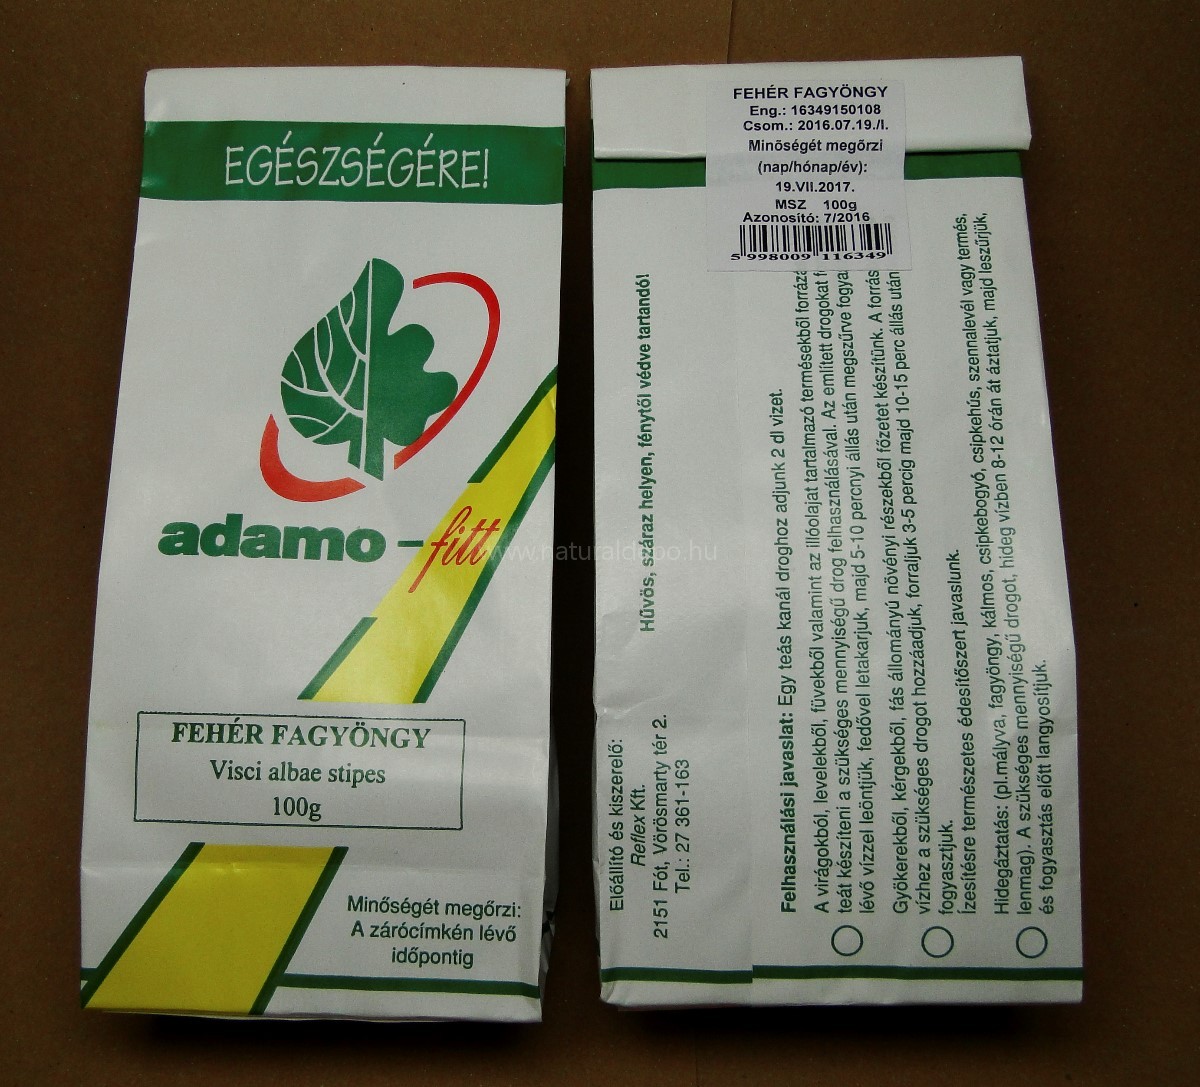 EGÉSZSÉGÉRE!
adamo - fitt
www.naturaldepo.hu
FEHÉR FAGYÖNGY
Visci albae stipes
100g
Minőségét megőrzi:
A zárócímkén lévő
időpontig
FEHÉR FAGYÖNGY
Eng.: 16349150108
Csom.: 2016.07.19./I.
Minőségét megőrzi
(nap/hónap/év):
19.VII.2017.
MSZ 100g
Azonosító: 7/2016
5 998009 116349
Előállító és kiszerelő:
Reflex Kft.
2151 Fót, Vörösmarty tér 2.
Tel.: 27 361-163
Hűvös, száraz helyen, fénytől védve tartandó!
Felhasználási javaslat: Egy teás kanál droghoz adjunk 2 dl vizet.
A virágokból, levelekből, füvekből valamint az illóolajat tartalmazó termésekből
teát készíteni a szükséges mennyiségű drog felhasználásával. Az említett drogokat
lévő vízzel leöntjük, fedővel letakarjuk, majd 5-10 percnyi állás után megszűrve
Gyökerekből, kérgekből, fás állományú növényi részekből főzetet készítünk. A forrás
vízhez a szükséges drogot hozzáadjuk, forraljuk 3-5 percig majd 10-15 perc állás után
fogyasztjuk.
Ízesítésre természetes édesítőszert javaslunk.
Hidegáztatás: (pl.mályva, fagyöngy, kálmos, csipkebogyó, csipkehús, szennalevél vagy termés,
lenmag). A szükséges mennyiségű drogot, hideg vízben 8-12 órán át áztatjuk, majd leszűrjük,
és fogyasztás előtt langyosítjuk.